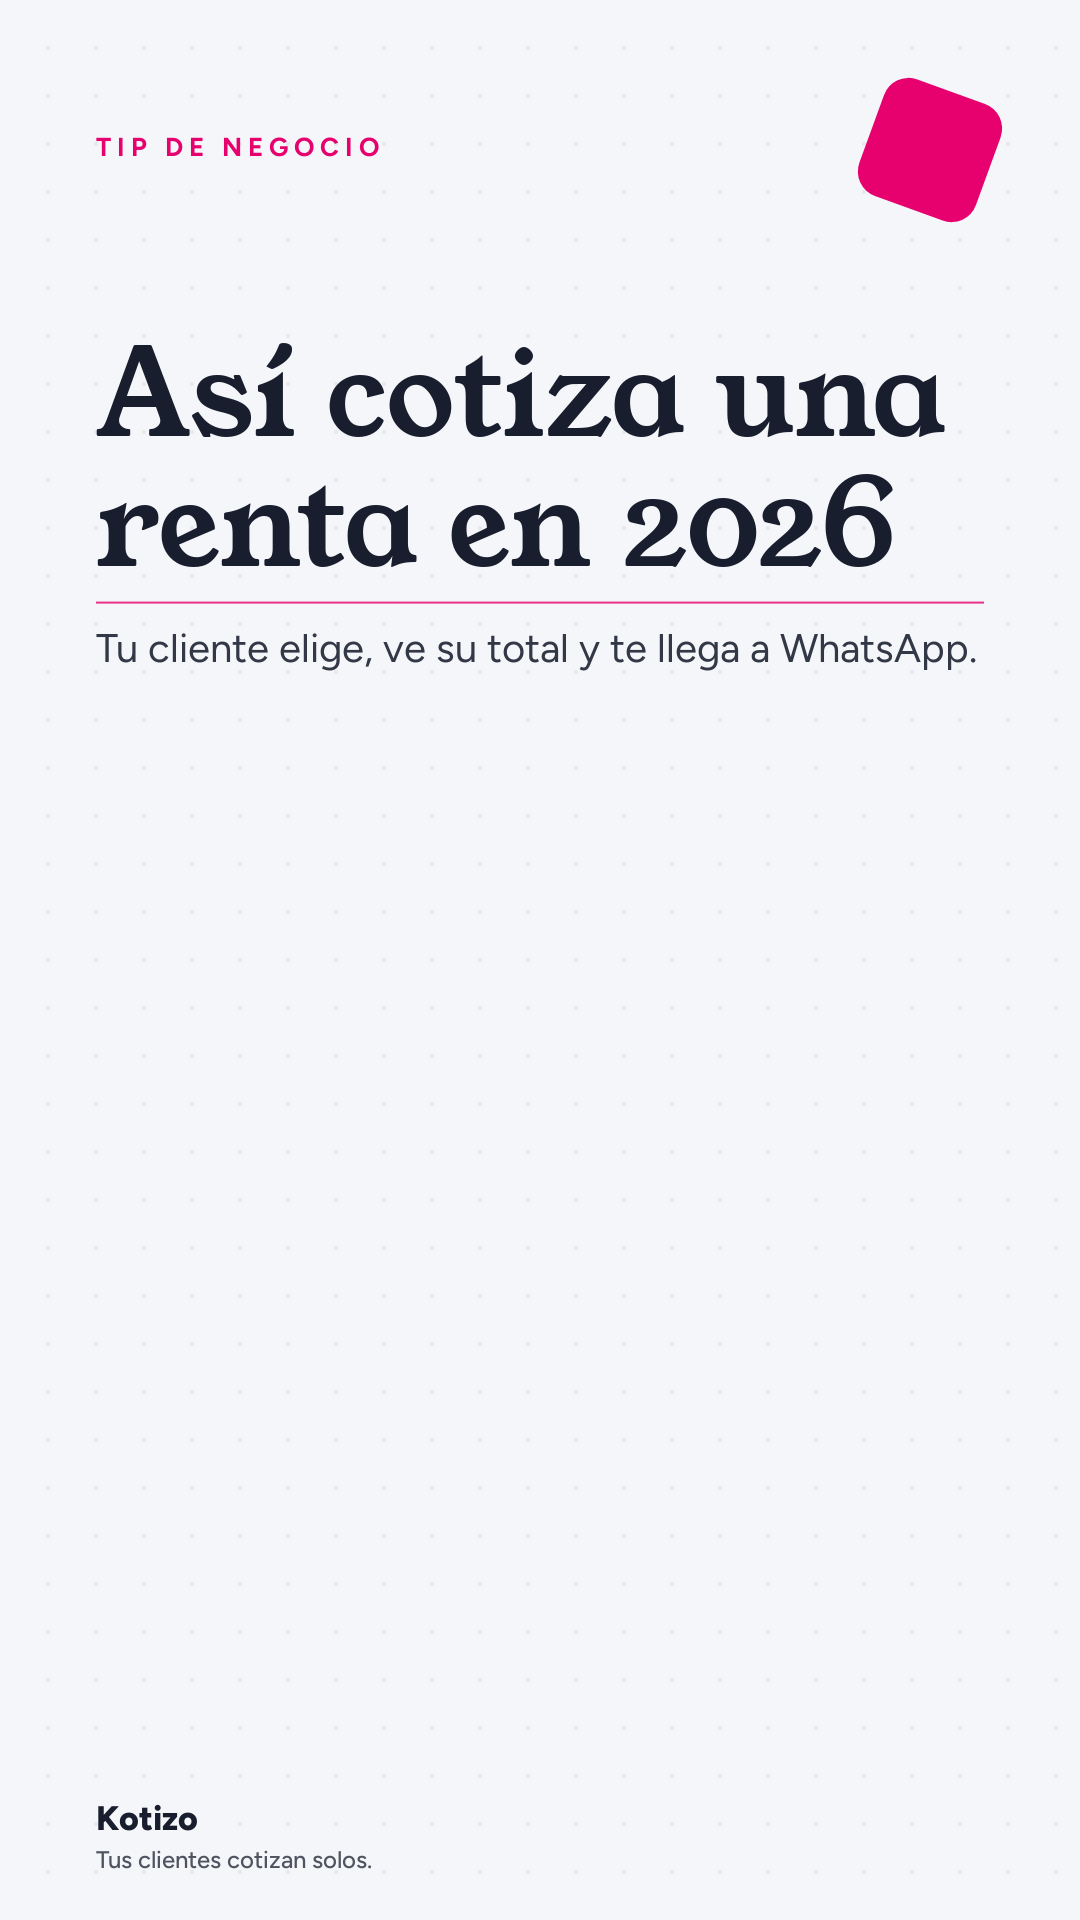 TIP DE NEGOCIO
Así cotiza una
renta en 2026
Tu cliente elige, ve su total y te llega a WhatsApp.
Kotizo
Tus clientes cotizan solos.